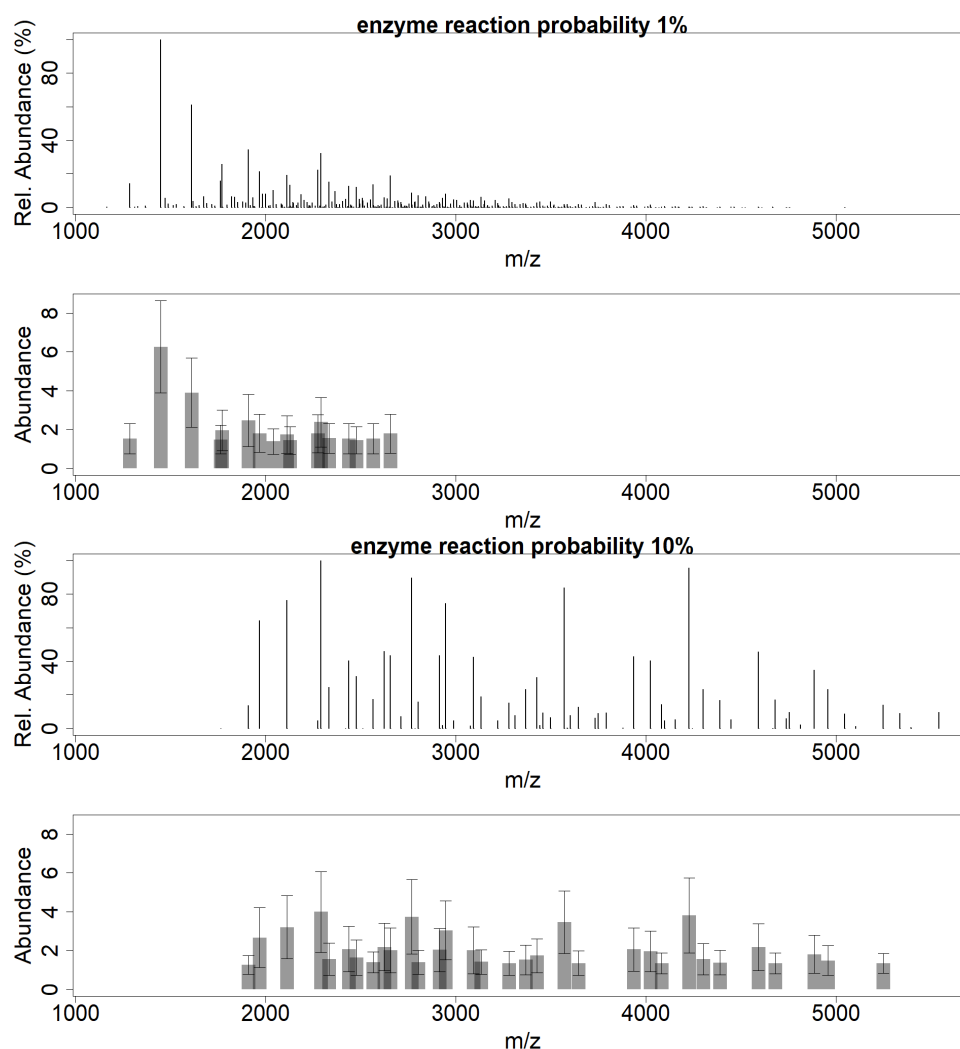 enzyme reaction probability 1%
Rel. Abundance (%)
0 40 80
1000 2000 3000 4000 5000
m/z
Abundance
0 2 4 6 8
1000 2000 3000 4000 5000
m/z
enzyme reaction probability 10%
Rel. Abundance (%)
0 40 80
1000 2000 3000 4000 5000
m/z
Abundance
0 2 4 6 8
1000 2000 3000 4000 5000
m/z